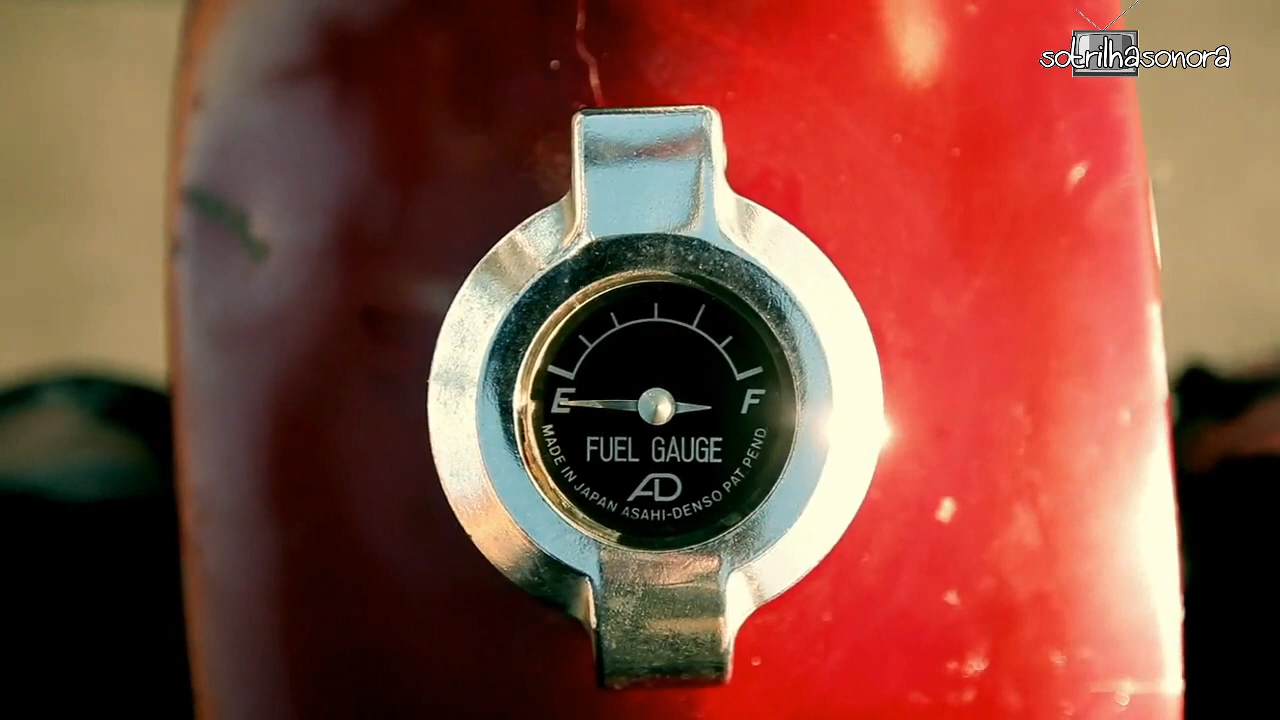 sotrilhasonora
E
F
FUEL GAUGE
AD
MADE IN JAPAN ASAHI-DENSO PAT PEND